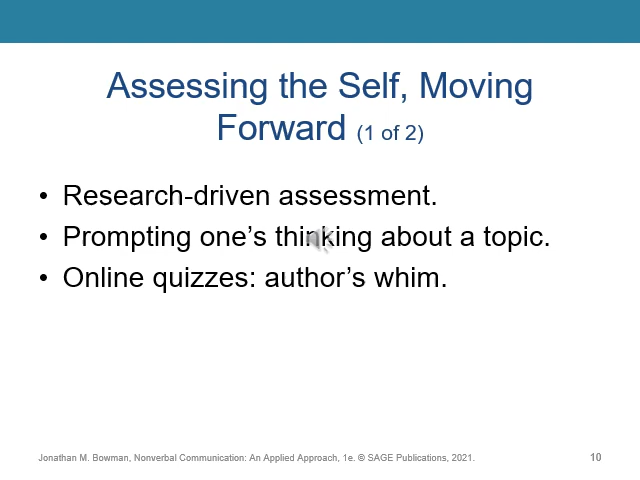 Assessing the Self, Moving
Forward (1 of 2)
• Research-driven assessment.
• Prompting one’s thinking about a topic.
• Online quizzes: author’s whim.
Jonathan M. Bowman, Nonverbal Communication: An Applied Approach, 1e. © SAGE Publications, 2021.
10